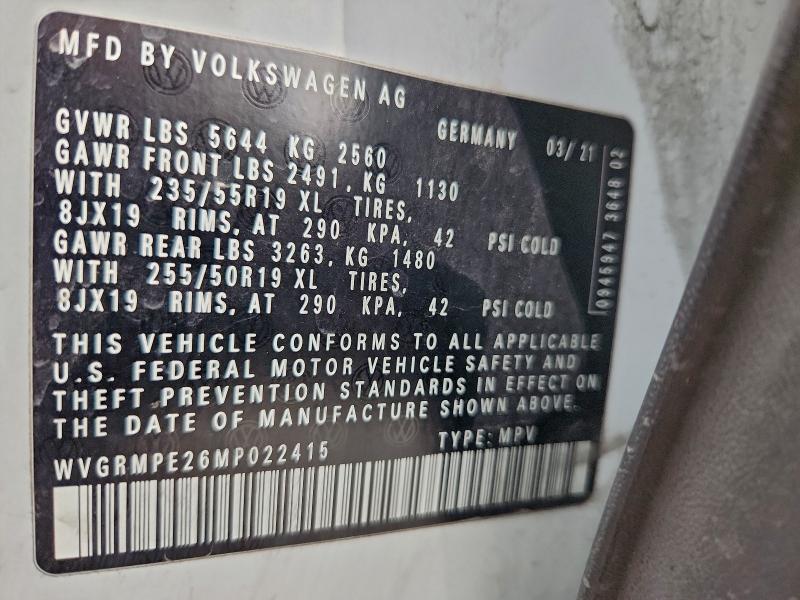 MFD BY VOLKSWAGEN AG
GERMANY 03/21
GVWR LBS 5644 KG 2560
GAWR FRONT LBS 2491, KG 1130
WITH 235/55R19 XL TIRES,
8JX19 RIMS, AT 290 KPA, 42 PSI COLD
GAWR REAR LBS 3263, KG 1480
WITH 255/50R19 XL TIRES,
8JX19 RIMS, AT 290 KPA, 42 PSI COLD
THIS VEHICLE CONFORMS TO ALL APPLICABLE
U.S. FEDERAL MOTOR VEHICLE SAFETY AND
THEFT PREVENTION STANDARDS IN EFFECT ON
THE DATE OF MANUFACTURE SHOWN ABOVE.
WVGRMPE26MP022415 TYPE: MPV
0945947 3648 02